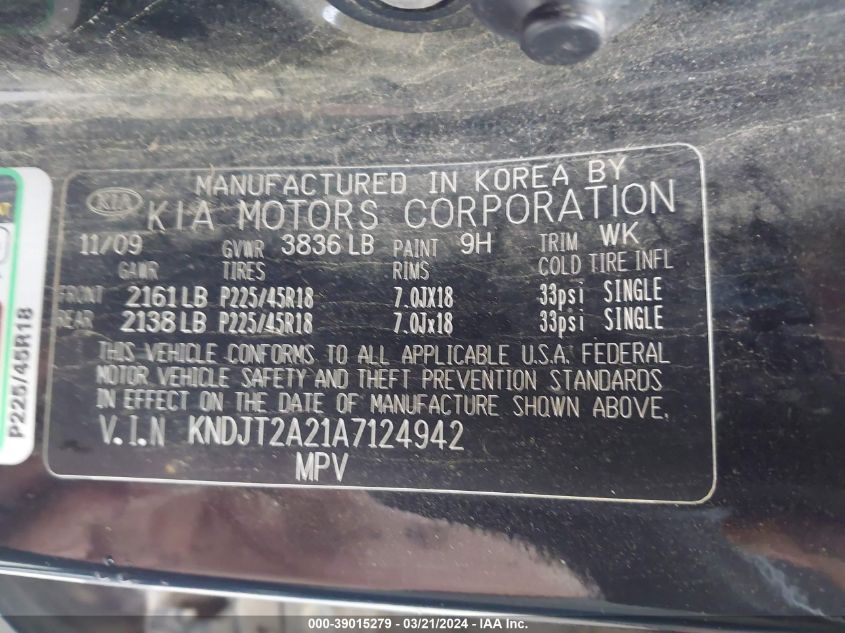 MANUFACTURED IN KOREA BY
KIA KIA MOTORS CORPORATION
11/09 GVWR 3836 LB PAINT 9H TRIM WK
GAWR TIRES RIMS COLD TIRE INFL
FRONT 2161 LB P225/45R18 7.0JX18 33psi SINGLE
REAR 2138 LB P225/45R18 7.0Jx18 33psi SINGLE
THIS VEHICLE CONFORMS TO ALL APPLICABLE U.S.A. FEDERAL
MOTOR VEHICLE SAFETY AND THEFT PREVENTION STANDARDS
IN EFFECT ON THE DATE OF MANUFACTURE SHOWN ABOVE.
V.I.N KNDJT2A21A7124942
MPV
P225/45R18
000-39015279 - 03/21/2024 - IAA Inc.